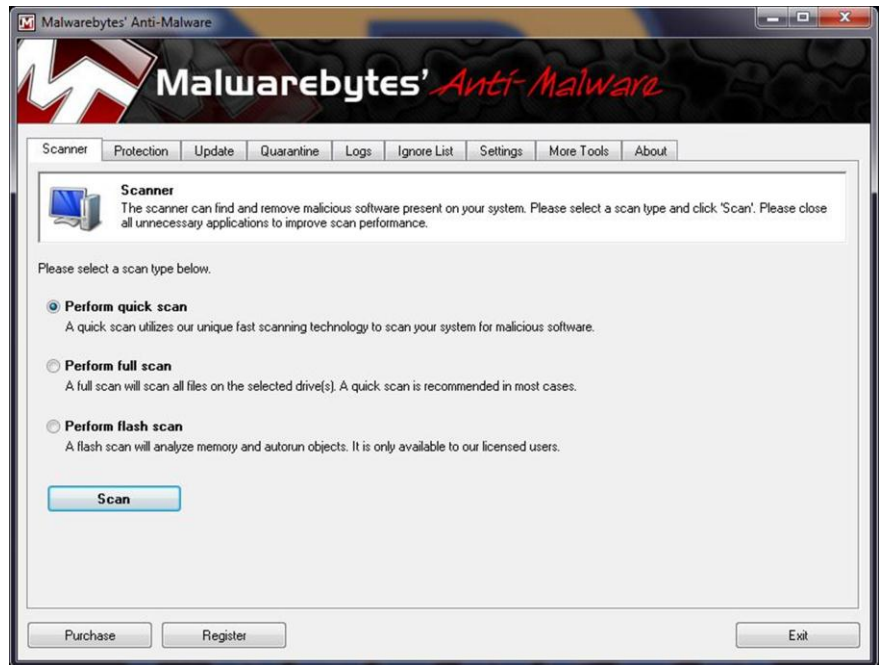 Malwarebytes' Anti-Malware
Malwarebytes' Anti-Malware
Scanner Protection Update Quarantine Logs Ignore List Settings More Tools About
Scanner
The scanner can find and remove malicious software present on your system. Please select a scan type and click 'Scan'. Please close
all unnecessary applications to improve scan performance.
Please select a scan type below.
Perform quick scan
A quick scan utilizes our unique fast scanning technology to scan your system for malicious software.
Perform full scan
A full scan will scan all files on the selected drive(s). A quick scan is recommended in most cases.
Perform flash scan
A flash scan will analyze memory and autorun objects. It is only available to our licensed users.
Scan
Purchase Register Exit